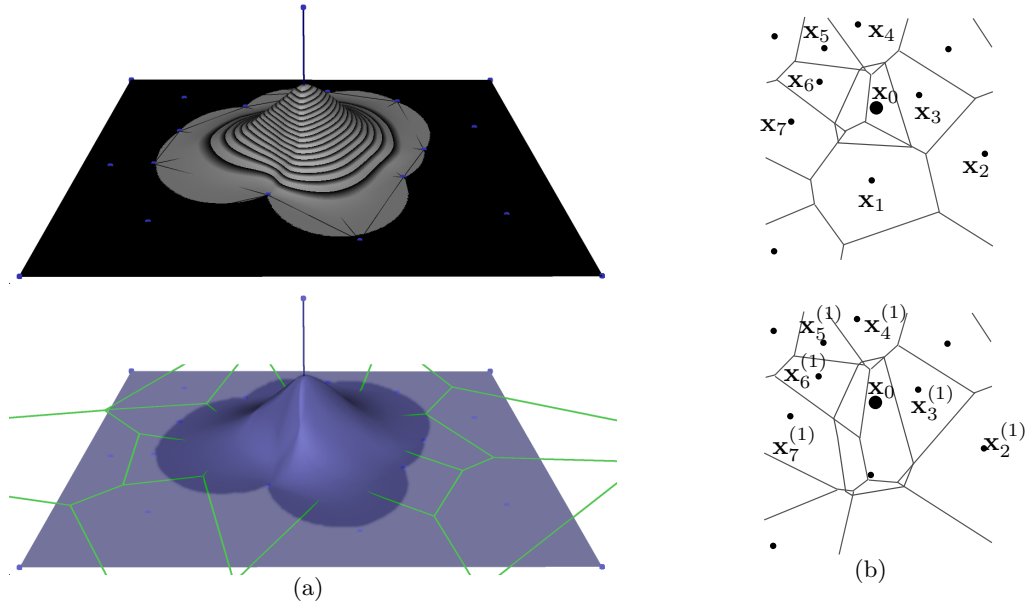 x₅ x₄
x₆ x₀ x₃
x₇ x₂
x₁
x₅⁽¹⁾ x₄⁽¹⁾
x₆⁽¹⁾ x₀ x₃⁽¹⁾
x₇⁽¹⁾ x₂⁽¹⁾
(a) (b)